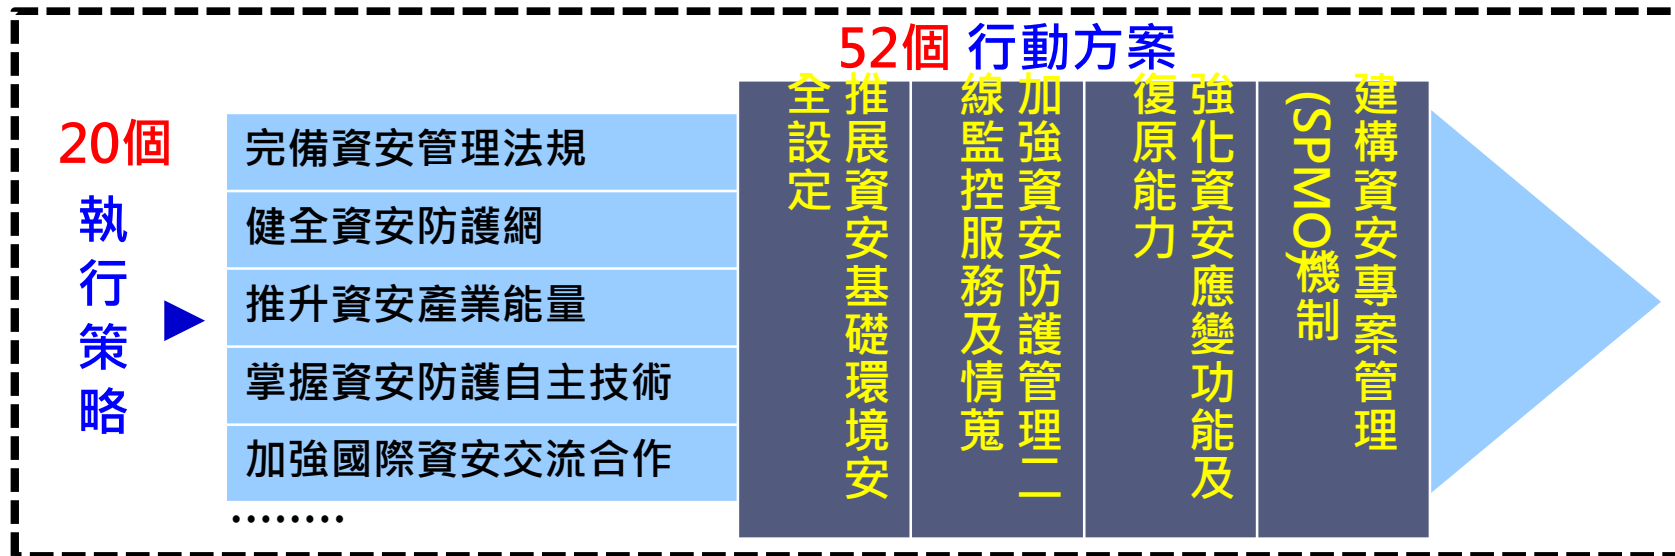 52個 行動方案
20個
執行策略
完備資安管理法規
健全資安防護網
推升資安產業能量
掌握資安防護自主技術
加強國際資安交流合作
........
推展資安基礎環境安
全設定
加強資安防護管理二
線監控服務及情蒐
強化資安應變功能及
復原能力
建構資安專案管理
(SPMO)機制